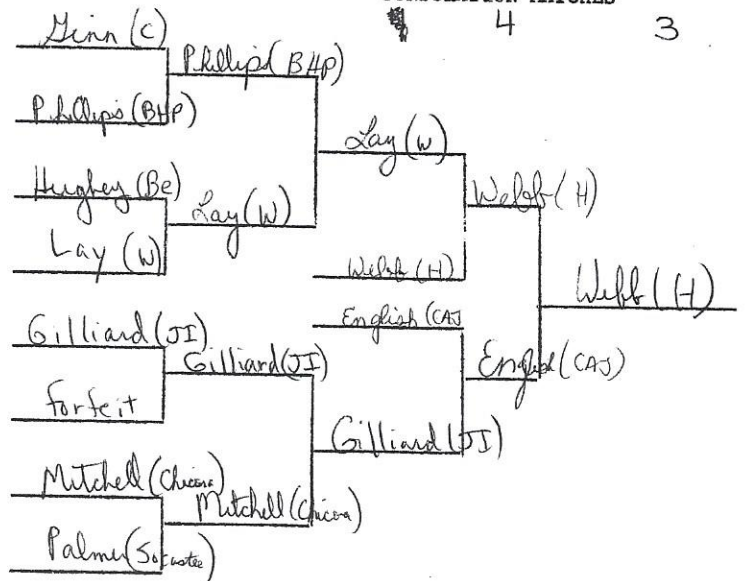 4 3
Ginn (C)
Phillips (BHP)
Phillips (BHP)
Lay (W)
Hughey (Be)
Lay (W)
Webb (H)
Lay (W)
Webb (H)
Webb (H)
English (CAJ
Gilliard (JI)
Gilliard (JI)
English (CAJ)
forfeit
Gilliard (JI)
Mitchell (Chicora)
Mitchell (Chicora)
Palmer (Socastee)